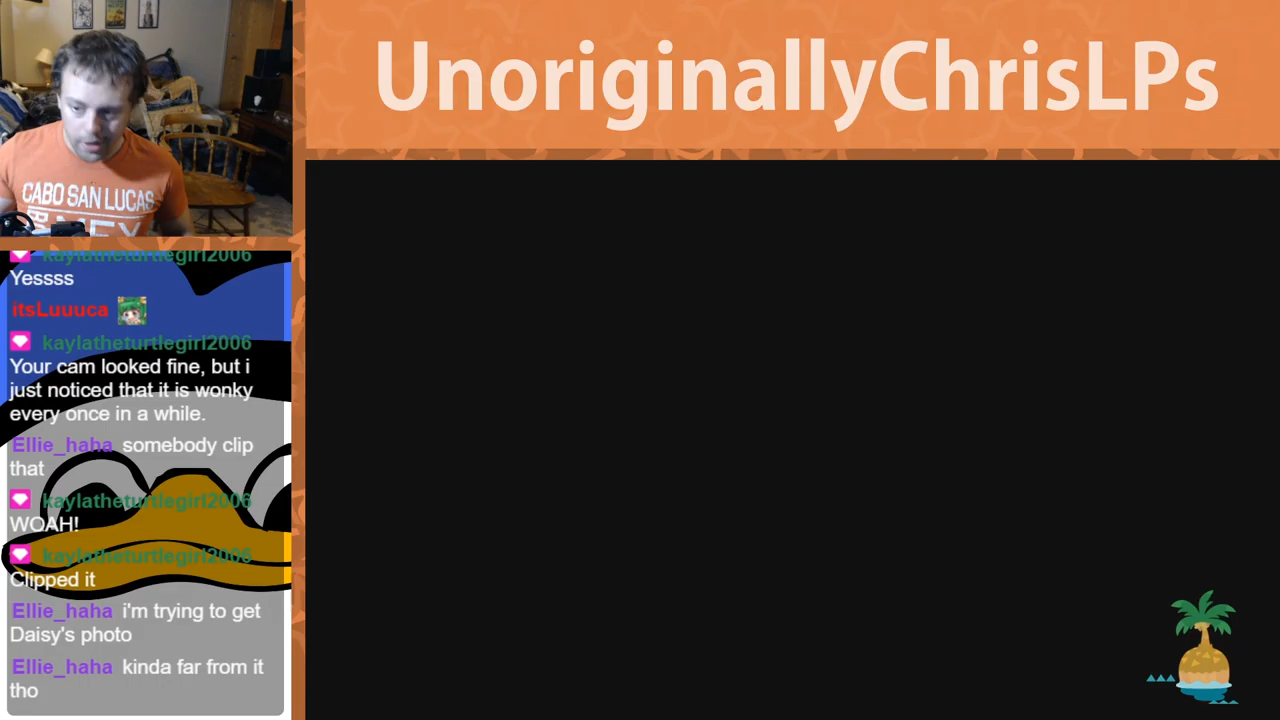 UnoriginallyChrisLPs
CABO SAN LUCAS
kaylatheturtlegirl2006
Yessss
itsLuuuca
kaylatheturtlegirl2006
Your cam looked fine, but i
just noticed that it is wonky
every once in a while.
Ellie_haha somebody clip
that
kaylatheturtlegirl2006
WOAH!
kaylatheturtlegirl2006
Clipped it
Ellie_haha i'm trying to get
Daisy's photo
Ellie_haha kinda far from it
tho